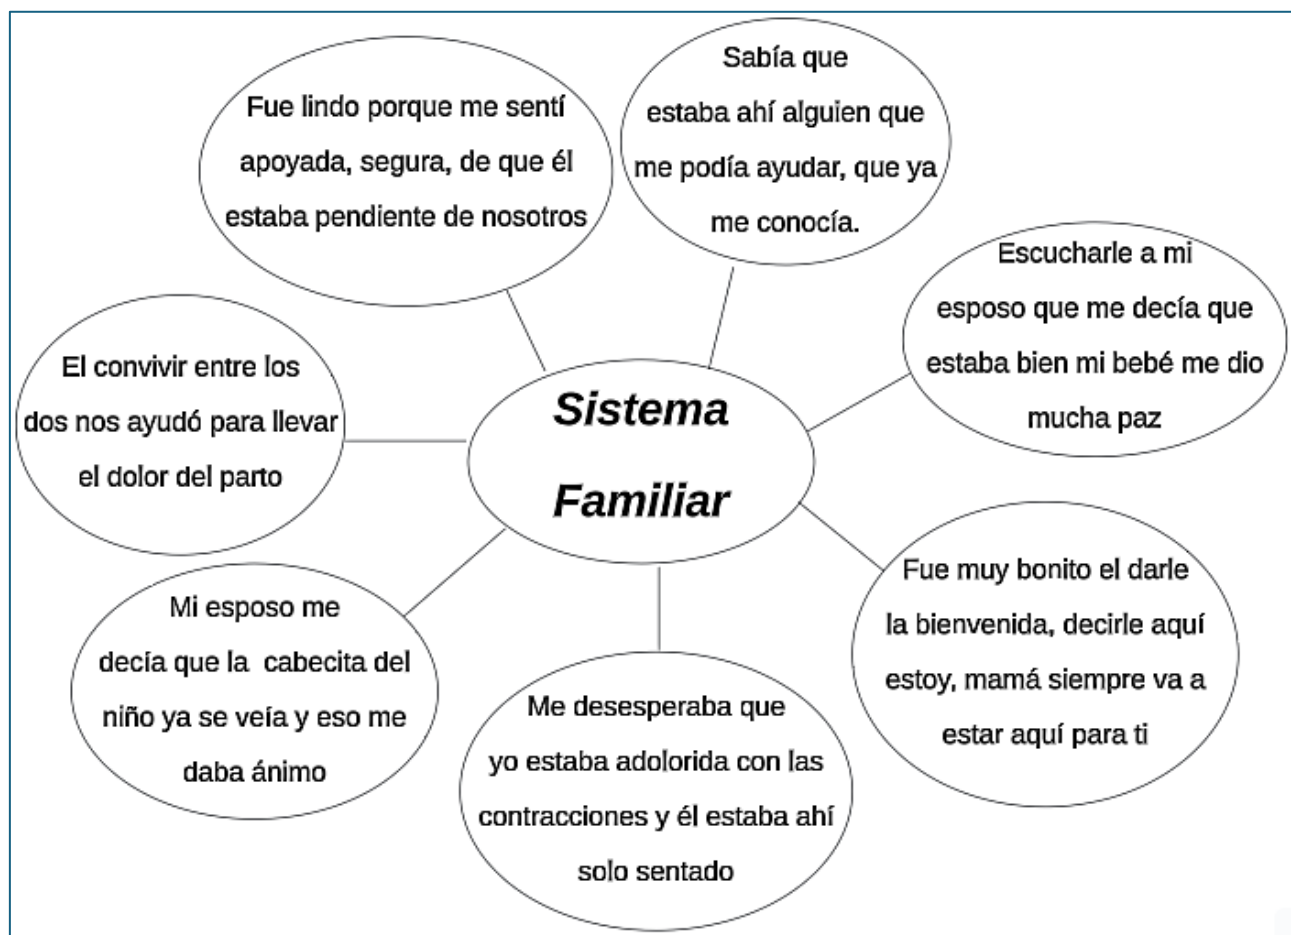 Fue lindo porque me sentí
apoyada, segura, de que él
estaba pendiente de nosotros
Sabía que
estaba ahí alguien que
me podía ayudar, que ya
me conocía.
Escucharle a mi
esposo que me decía que
estaba bien mi bebé me dio
mucha paz
El convivir entre los
dos nos ayudó para llevar
el dolor del parto
Sistema
Familiar
Fue muy bonito el darle
la bienvenida, decirle aquí
estoy, mamá siempre va a
estar aquí para ti
Mi esposo me
decía que la cabecita del
niño ya se veía y eso me
daba ánimo
Me desesperaba que
yo estaba adolorida con las
contracciones y él estaba ahí
solo sentado